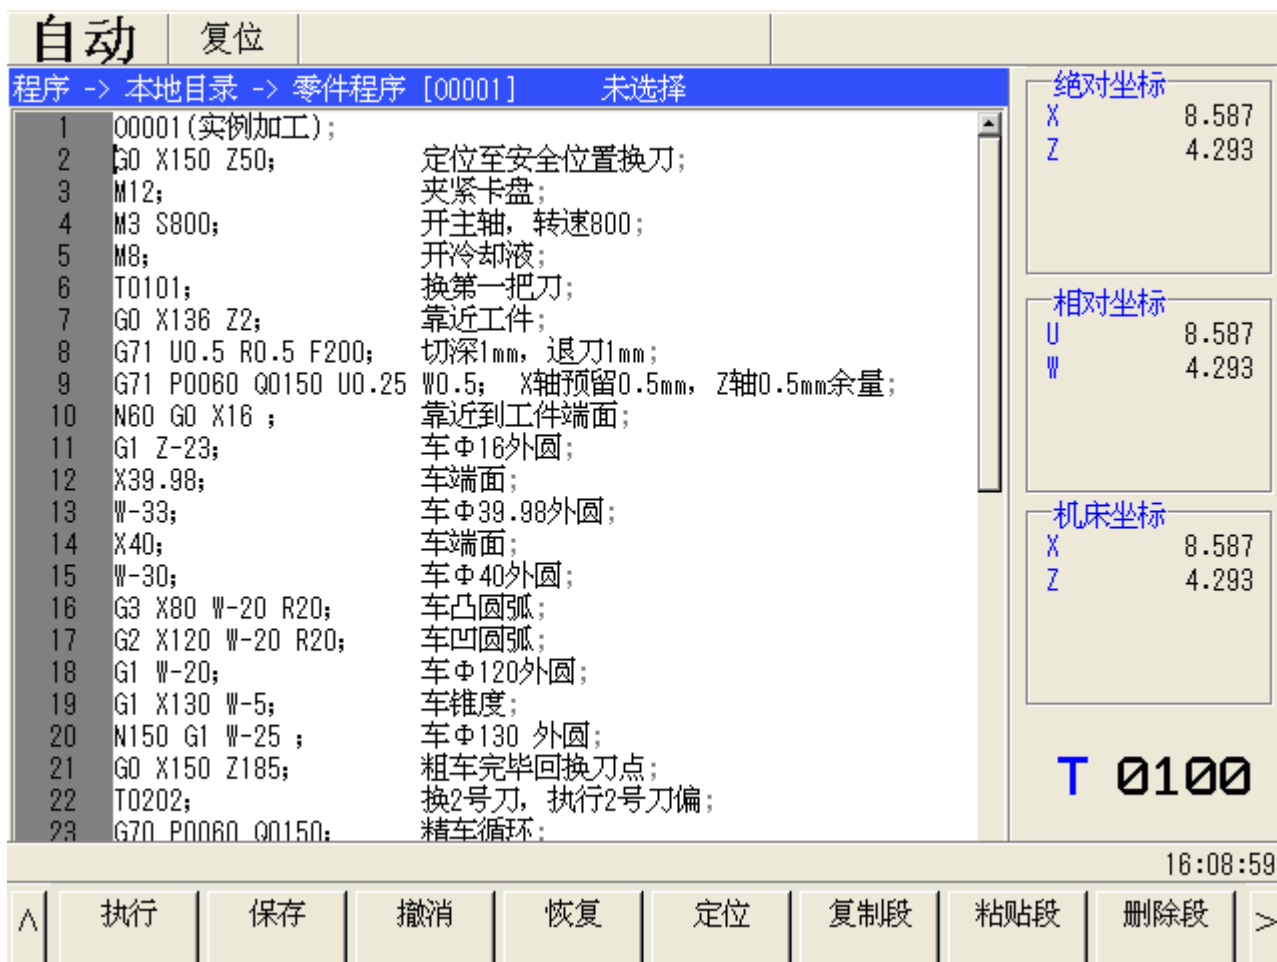 自动 复位
程序 -> 本地目录 -> 零件程序 [00001] 未选择
1 O0001(实例加工);
2 G0 X150 Z50; 定位至安全位置换刀;
3 M12; 夹紧卡盘;
4 M3 S800; 开主轴, 转速800;
5 M8; 开冷却液;
6 T0101; 换第一把刀;
7 G0 X136 Z2; 靠近工件;
8 G71 U0.5 R0.5 F200; 切深1mm, 退刀1mm;
9 G71 P0060 Q0150 U0.25 W0.5; X轴预留0.5mm, Z轴0.5mm余量;
10 N60 G0 X16 ; 靠近到工件端面;
11 G1 Z-23; 车Φ16外圆;
12 X39.98; 车端面;
13 W-33; 车Φ39.98外圆;
14 X40; 车端面;
15 W-30; 车Φ40外圆;
16 G3 X80 W-20 R20; 车凸圆弧;
17 G2 X120 W-20 R20; 车凹圆弧;
18 G1 W-20; 车Φ120外圆;
19 G1 X130 W-5; 车锥度;
20 N150 G1 W-25 ; 车Φ130 外圆;
21 G0 X150 Z185; 粗车完毕回换刀点;
22 T0202; 换2号刀, 执行2号刀偏;
23 G70 P0060 Q0150; 精车循环;
绝对坐标
X 8.587
Z 4.293
相对坐标
U 8.587
W 4.293
机床坐标
X 8.587
Z 4.293
T 0100
16:08:59
^ 执行 保存 撤消 恢复 定位 复制段 粘贴段 删除段 >